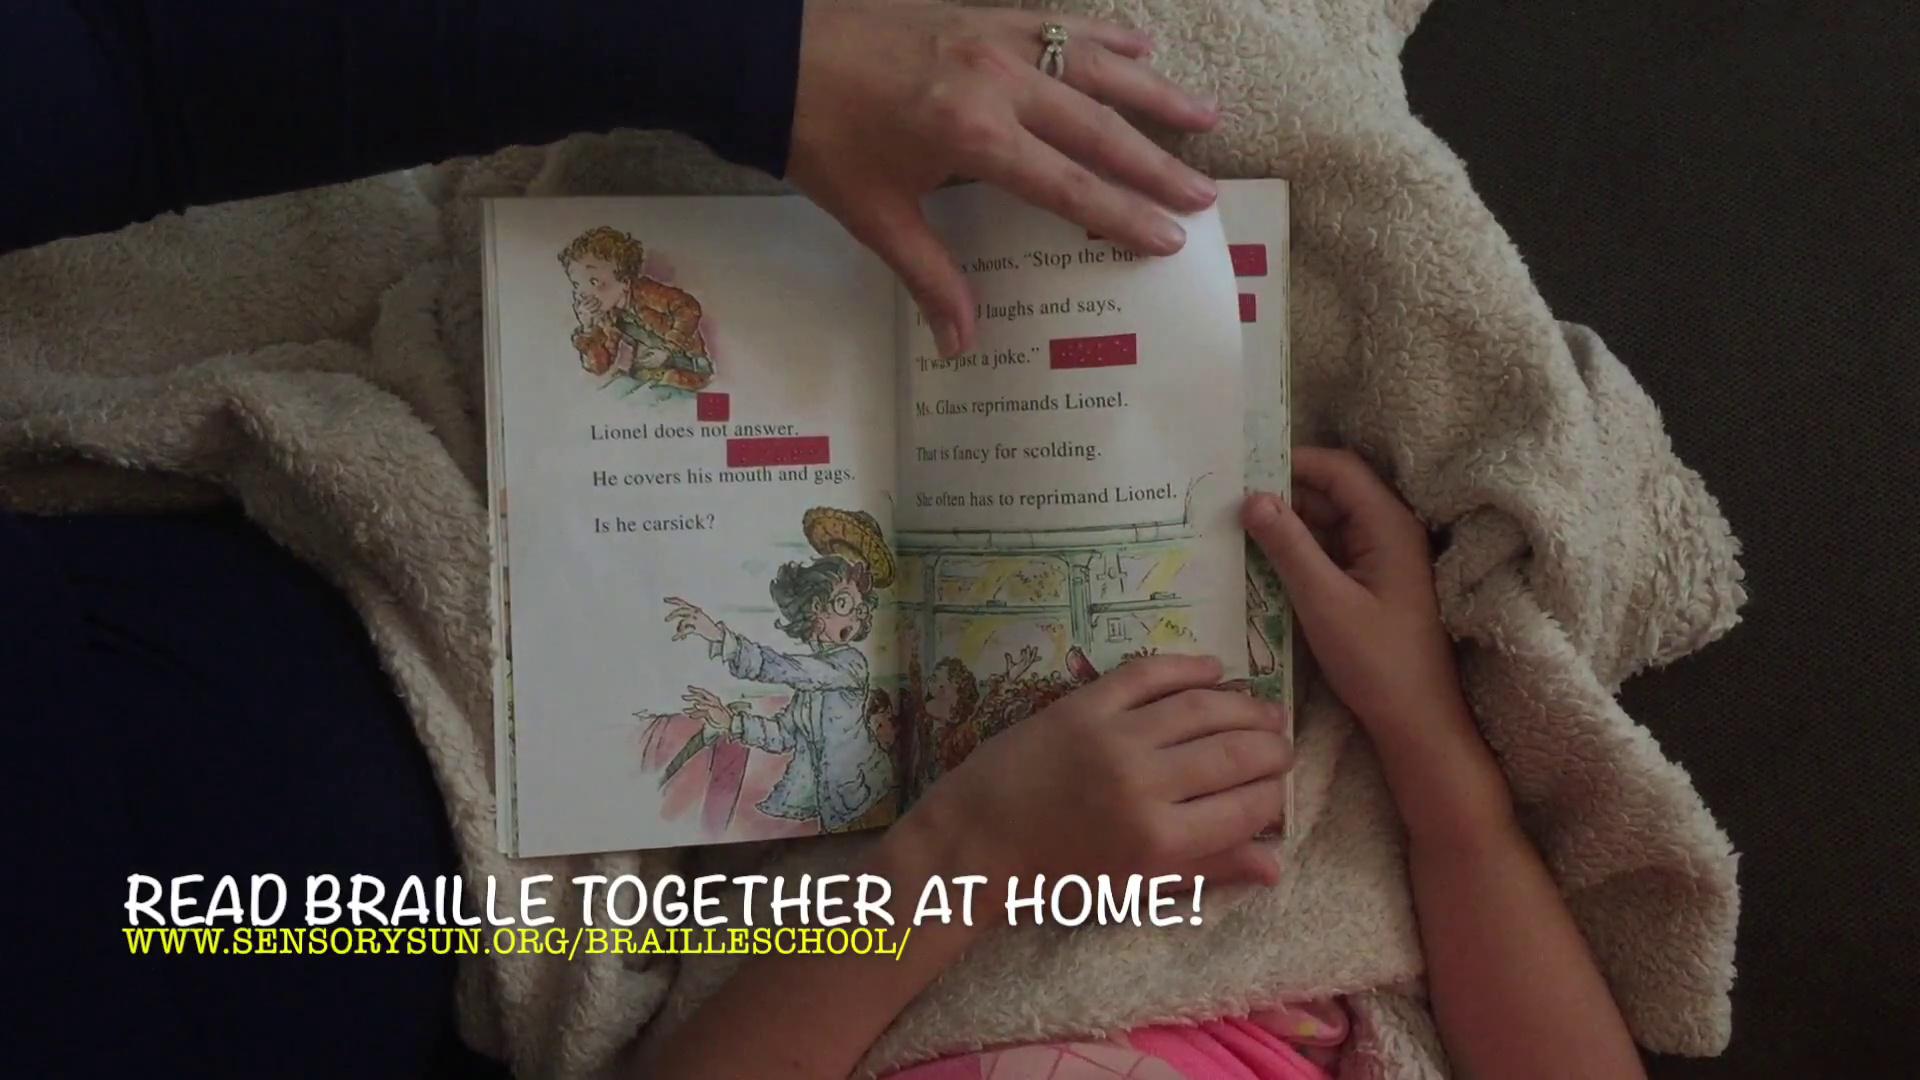 Lionel does not answer.
He covers his mouth and gags.
Is he carsick?
shouts, "Stop the
laughs and says,
"It was just a joke."
Ms. Glass reprimands Lionel.
That is fancy for scolding.
She often has to reprimand Lionel.
READ BRAILLE TOGETHER AT HOME!
WWW.SENSORYSUN.ORG/BRAILLESCHOOL/